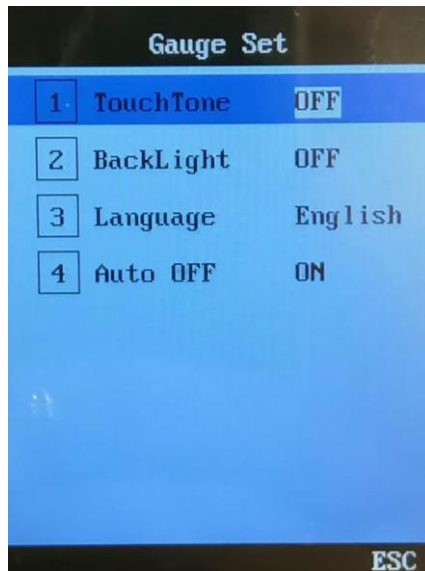 Gauge Set
1 TouchTone OFF
2 BackLight OFF
3 Language English
4 Auto OFF ON
ESC